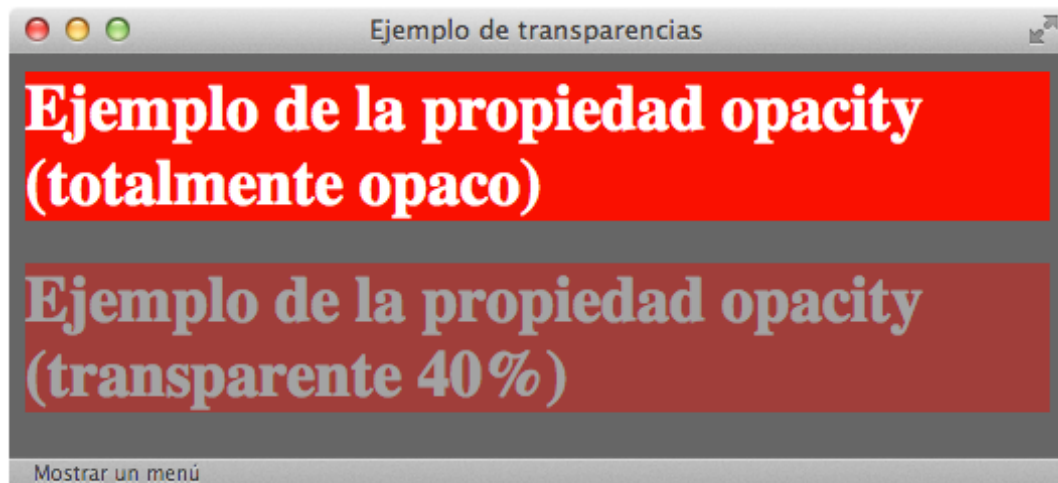 Ejemplo de transparencias
Ejemplo de la propiedad opacity
(totalmente opaco)
Ejemplo de la propiedad opacity
(transparente 40%)
Mostrar un menú